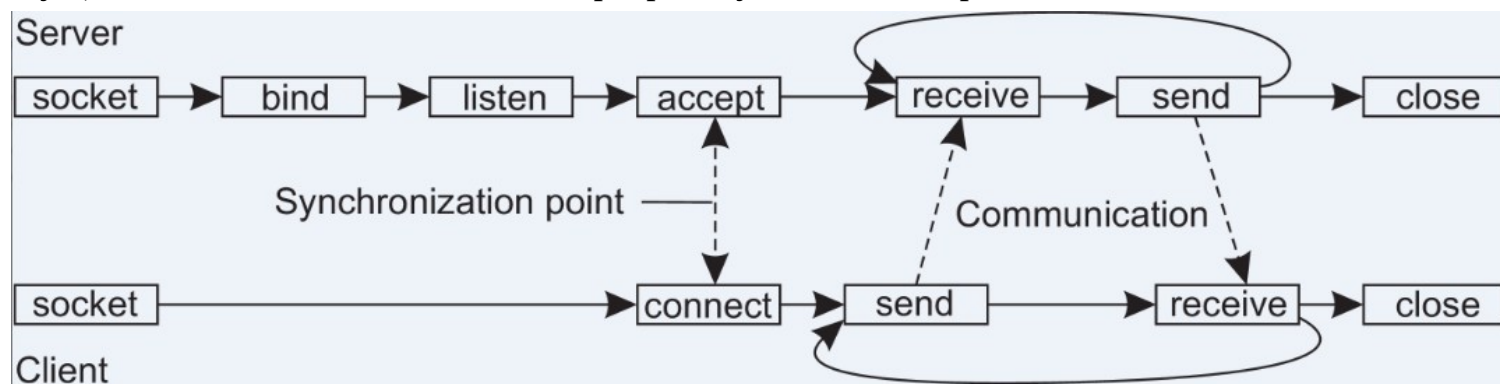 Server
socket bind listen accept receive send close
Synchronization point Communication
socket connect send receive close
Client